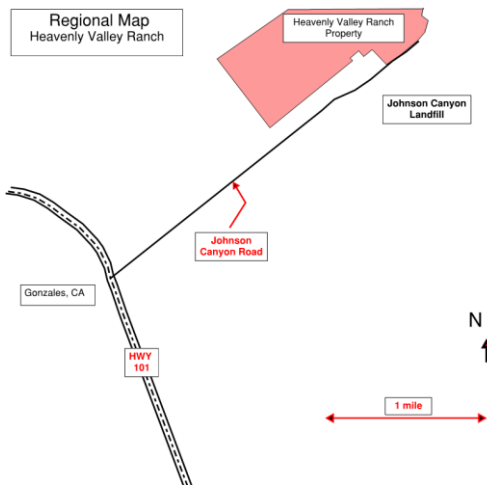 Regional Map
Heavenly Valley Ranch
Heavenly Valley Ranch
Property
Johnson Canyon
Landfill
Johnson
Canyon Road
Gonzales, CA
HWY
101
N
1 mile